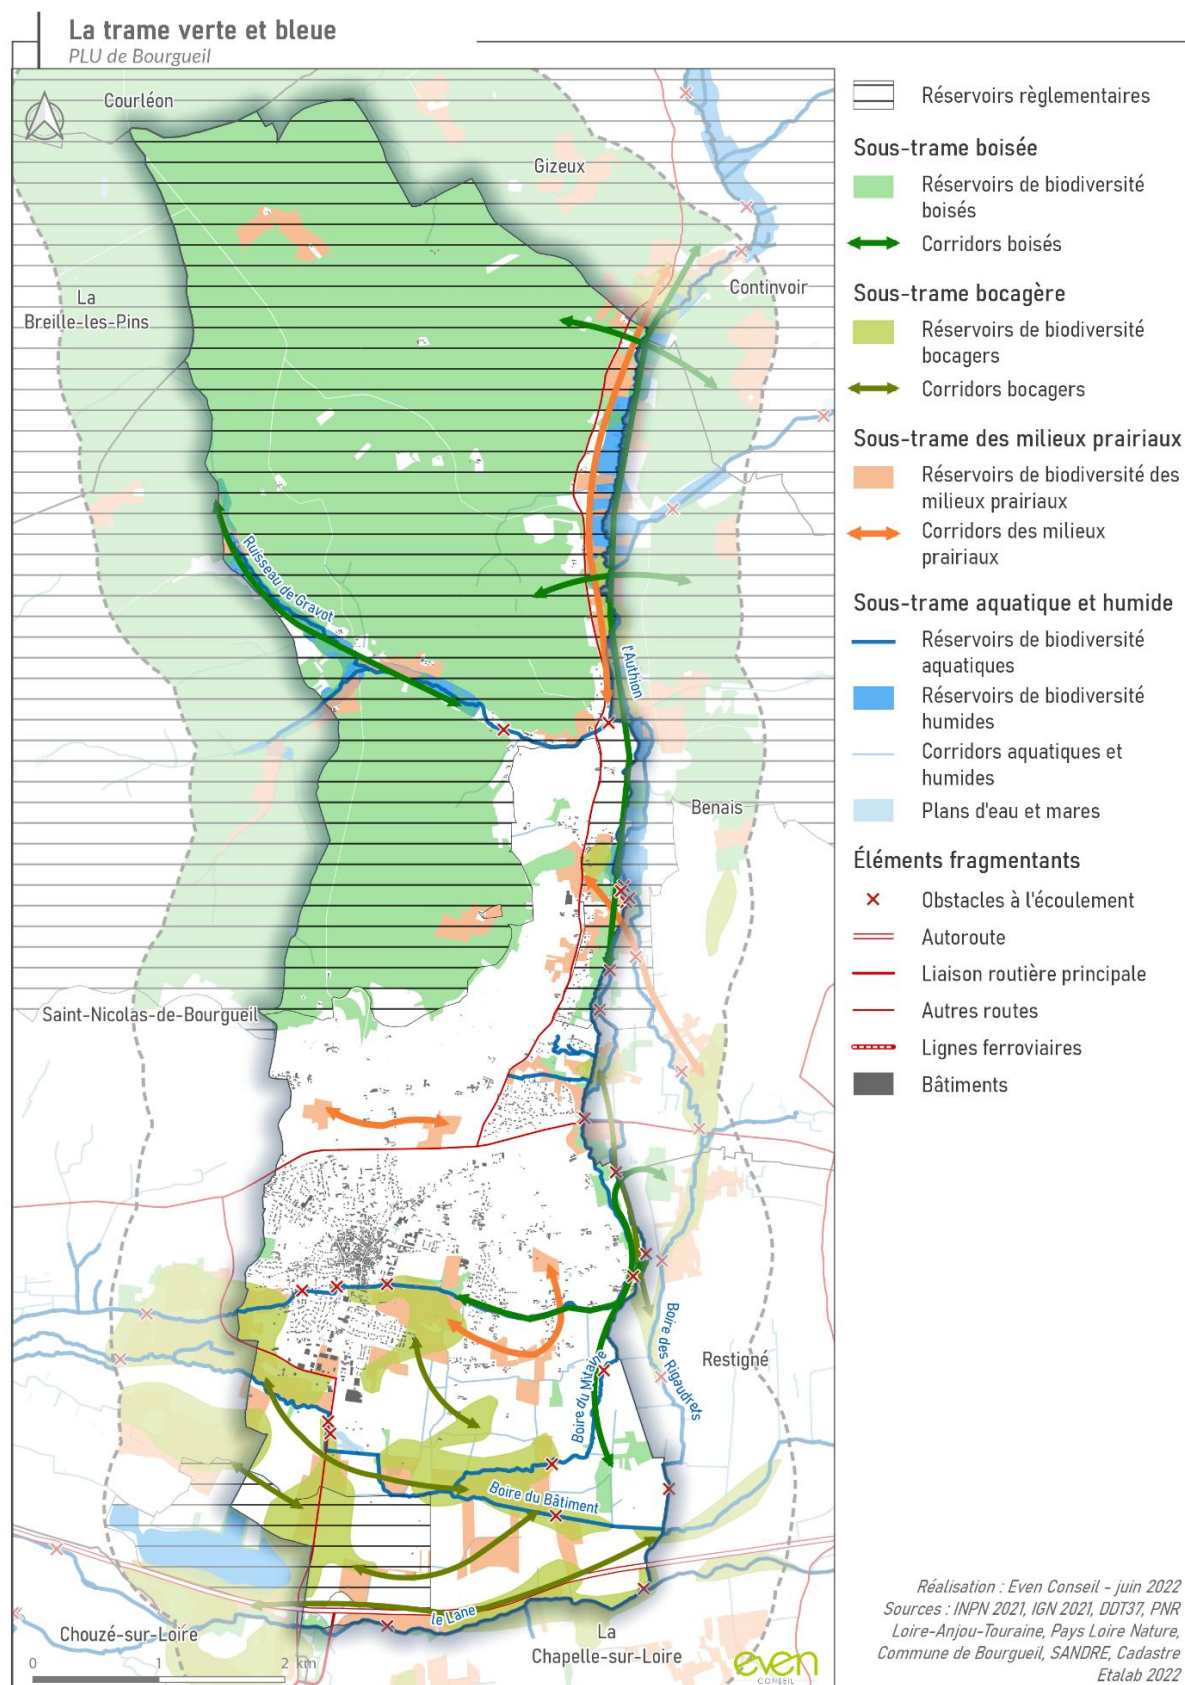 La trame verte et bleue
PLU de Bourgueil
Courléon
Gizeux
La
Breille-les-Pins
Continvoir
Ruisseau de Gravot
l'Authion
Benais
Saint-Nicolas-de-Bourgueil
Boire des Rigaudrets
Restigné
Boire du Mitavie
Boire du Bâtiment
le Lane
Chouzé-sur-Loire
La
Chapelle-sur-Loire
0 1 2 km
even
CONSEIL
Réservoirs règlementaires
Sous-trame boisée
Réservoirs de biodiversité
boisés
Corridors boisés
Sous-trame bocagère
Réservoirs de biodiversité
bocagers
Corridors bocagers
Sous-trame des milieux prairiaux
Réservoirs de biodiversité des
milieux prairiaux
Corridors des milieux
prairiaux
Sous-trame aquatique et humide
Réservoirs de biodiversité
aquatiques
Réservoirs de biodiversité
humides
Corridors aquatiques et
humides
Plans d'eau et mares
Éléments fragmentants
Obstacles à l'écoulement
Autoroute
Liaison routière principale
Autres routes
Lignes ferroviaires
Bâtiments
Réalisation : Even Conseil - juin 2022
Sources : INPN 2021, IGN 2021, DDT37, PNR
Loire-Anjou-Touraine, Pays Loire Nature,
Commune de Bourgueil, SANDRE, Cadastre
Etalab 2022